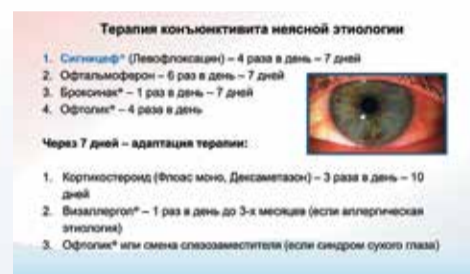 Терапия конъюнктивита неясной этиологии
1. Сигницеф® (Левофлоксацин) – 4 раза в день – 7 дней
2. Офтальмоферон – 6 раз в день – 7 дней
3. Броксинак® – 1 раз в день – 7 дней
4. Офтолик® – 4 раза в день
Через 7 дней – адаптация терапии:
1. Кортикостероид (Флоас моно, Дексаметазон) – 3 раза в день – 10
дней
2. Визаллергол® – 1 раз в день до 3-х месяцев (если аллергическая
этиология)
3. Офтолик® или смена слезозаместителя (если синдром сухого глаза)